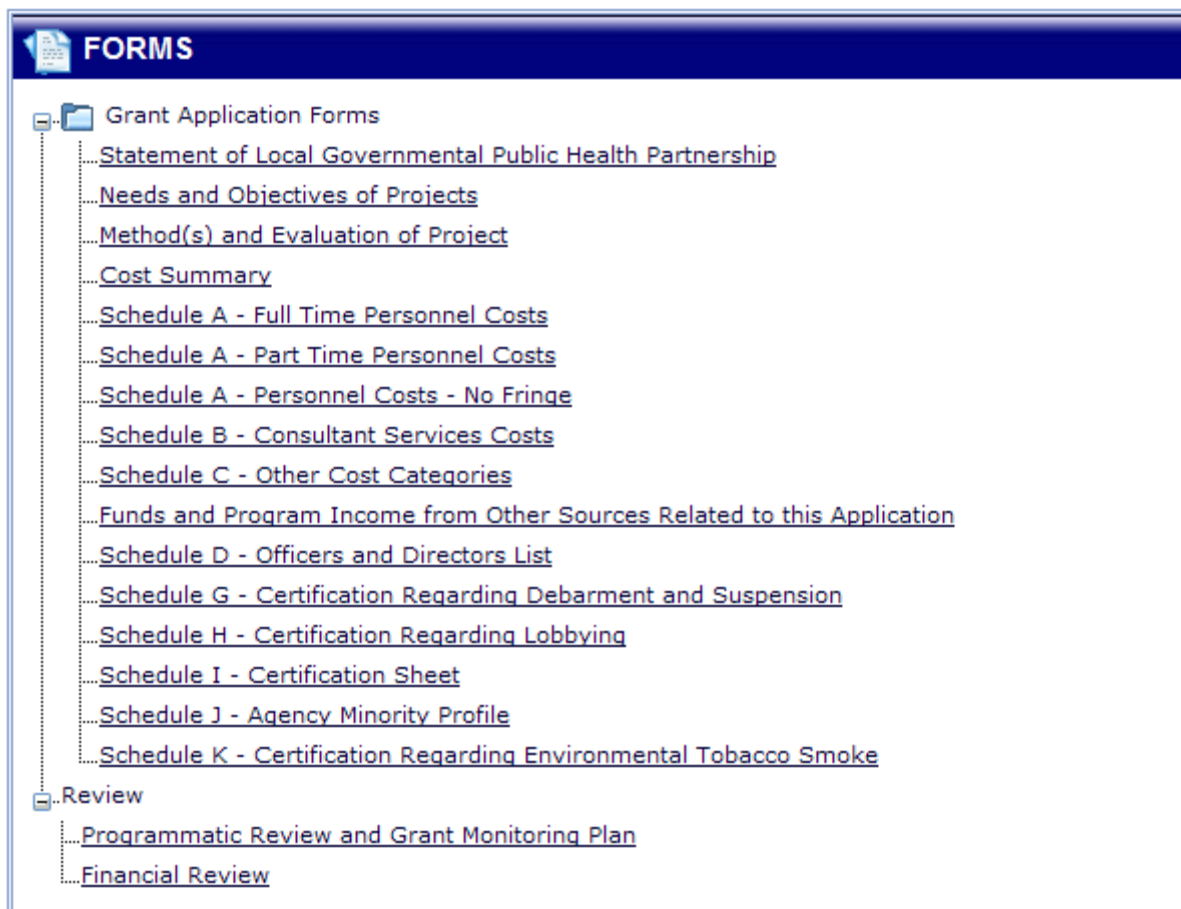 FORMS
Grant Application Forms
Statement of Local Governmental Public Health Partnership
Needs and Objectives of Projects
Method(s) and Evaluation of Project
Cost Summary
Schedule A - Full Time Personnel Costs
Schedule A - Part Time Personnel Costs
Schedule A - Personnel Costs - No Fringe
Schedule B - Consultant Services Costs
Schedule C - Other Cost Categories
Funds and Program Income from Other Sources Related to this Application
Schedule D - Officers and Directors List
Schedule G - Certification Regarding Debarment and Suspension
Schedule H - Certification Regarding Lobbying
Schedule I - Certification Sheet
Schedule J - Agency Minority Profile
Schedule K - Certification Regarding Environmental Tobacco Smoke
Review
Programmatic Review and Grant Monitoring Plan
Financial Review